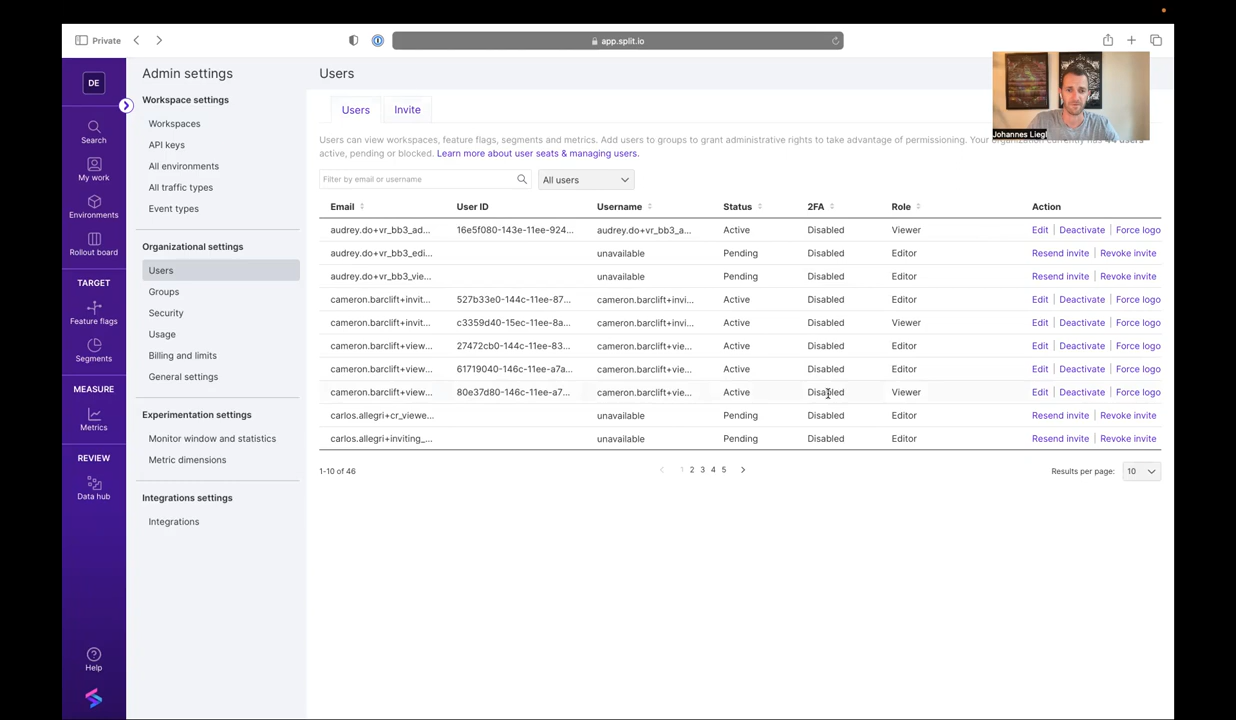 Private
app.split.io
DE
Search
My work
Environments
Rollout board
TARGET
Feature flags
Segments
MEASURE
Metrics
REVIEW
Data hub
Help
Admin settings
Workspace settings
Workspaces
API keys
All environments
All traffic types
Event types
Organizational settings
Users
Groups
Security
Usage
Billing and limits
General settings
Experimentation settings
Monitor window and statistics
Metric dimensions
Integrations settings
Integrations
Users
Users Invite
Johannes Liegl
Users can view workspaces, feature flags, segments and metrics. Add users to groups to grant administrative rights to take advantage of permissioning. Your organization currently has users
active, pending or blocked. Learn more about user seats & managing users.
Filter by email or username All users
Email User ID Username Status 2FA Role Action
audrey.do+vr_bb3_ad... 16e5f080-143e-11ee-924... audrey.do+vr_bb3_a... Active Disabled Viewer Edit | Deactivate | Force logo
audrey.do+vr_bb3_edi... unavailable Pending Disabled Editor Resend invite | Revoke invite
audrey.do+vr_bb3_vie... unavailable Pending Disabled Editor Resend invite | Revoke invite
cameron.barclift+invit... 527b33e0-144c-11ee-87... cameron.barclift+invi... Active Disabled Editor Edit | Deactivate | Force logo
cameron.barclift+invit... c3359d40-15ec-11ee-8a... cameron.barclift+invi... Active Disabled Viewer Edit | Deactivate | Force logo
cameron.barclift+view... 27472cb0-144c-11ee-83... cameron.barclift+vie... Active Disabled Editor Edit | Deactivate | Force logo
cameron.barclift+view... 61719040-146c-11ee-a7a... cameron.barclift+vie... Active Disabled Editor Edit | Deactivate | Force logo
cameron.barclift+view... 80e37d80-146c-11ee-a7... cameron.barclift+vie... Active Disabled Viewer Edit | Deactivate | Force logo
carlos.allegri+cr_viewe... unavailable Pending Disabled Editor Resend invite | Revoke invite
carlos.allegri+inviting_... unavailable Pending Disabled Editor Resend invite | Revoke invite
1-10 of 46 1 2 3 4 5 Results per page: 10